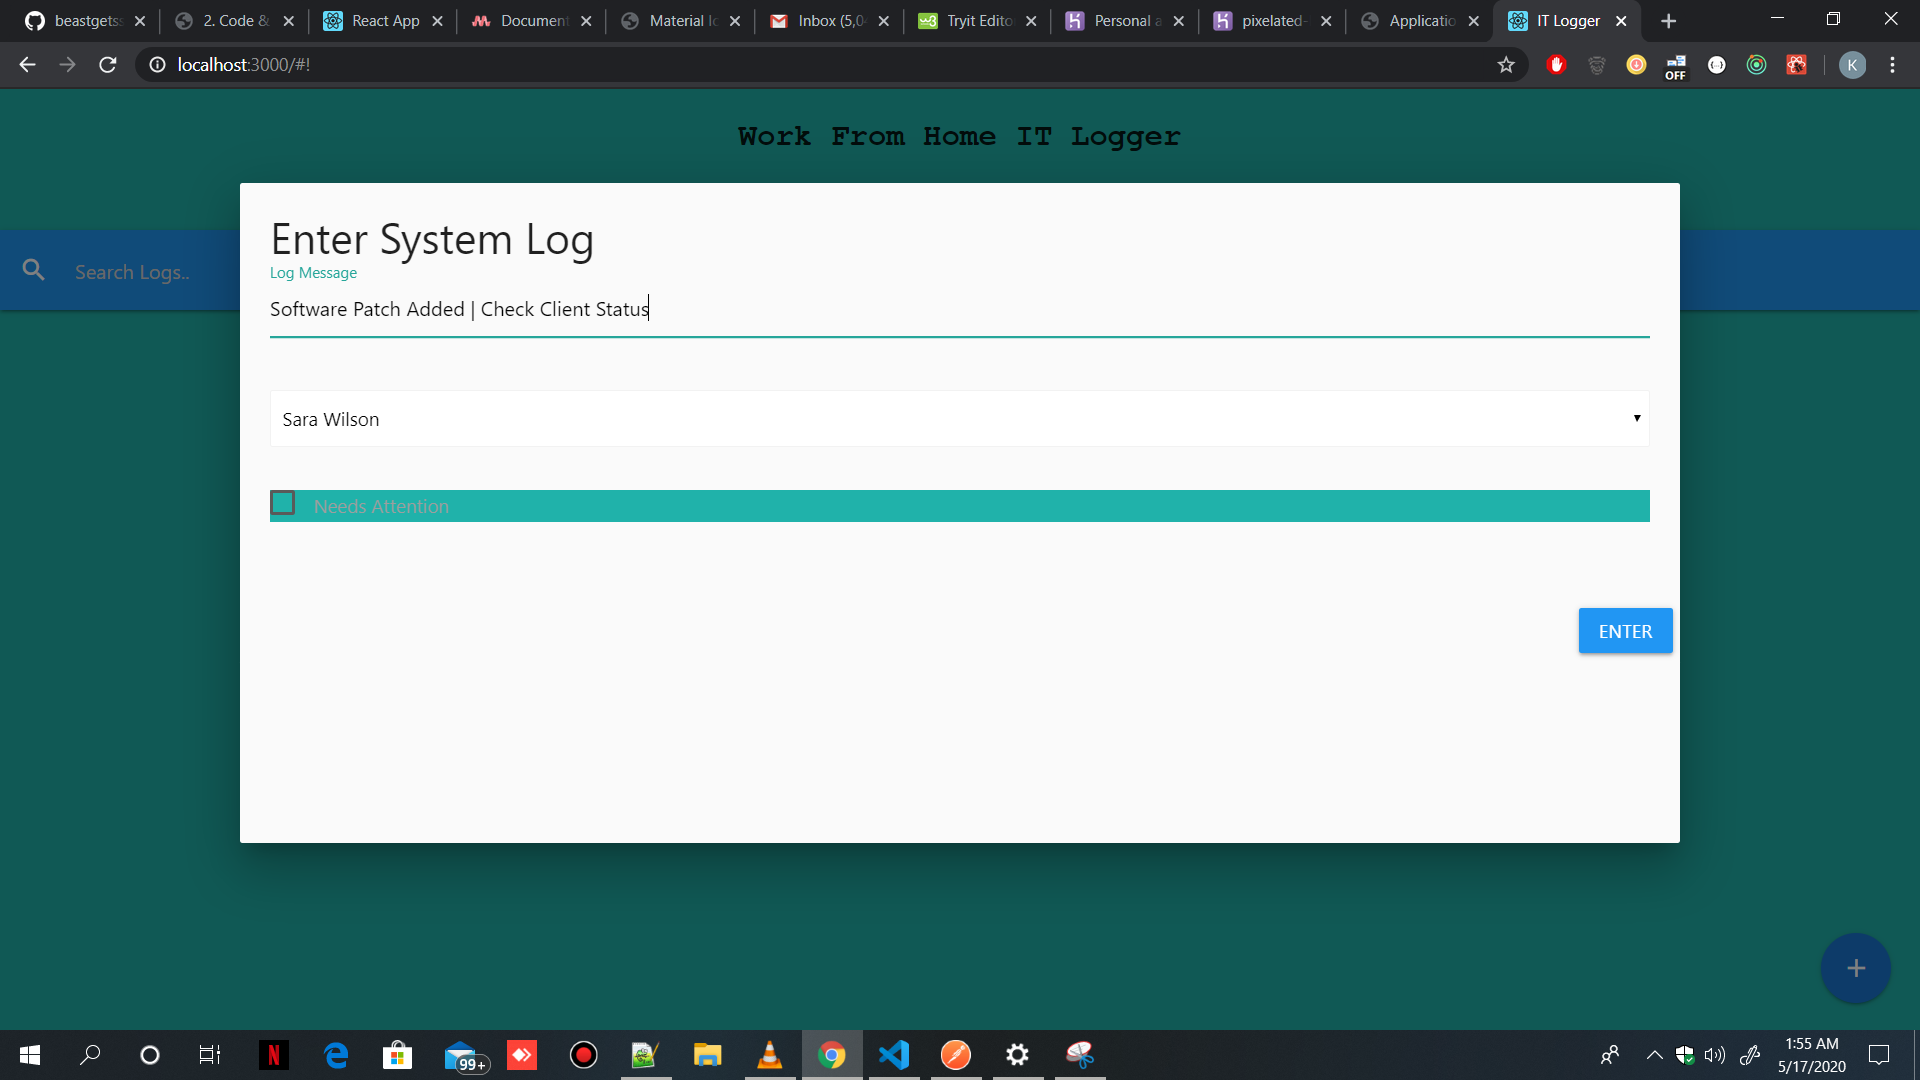 beastgetss
2. Code &
React App
Document
Material Ic
Inbox (5,0
Tryit Edito
Personal a
pixelated-
Applicatio
IT Logger
localhost:3000/#!
OFF
K
Work From Home IT Logger
Search Logs..
Enter System Log
Log Message
Software Patch Added | Check Client Status
Sara Wilson
Needs Attention
ENTER
99+
1:55 AM
5/17/2020